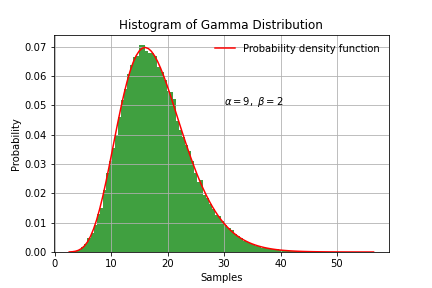 Histogram of Gamma Distribution
0.07
0.06
0.05
0.04
0.03
0.02
0.01
0.00
Probability
Probability density function
α = 9, β = 2
0 10 20 30 40 50
Samples